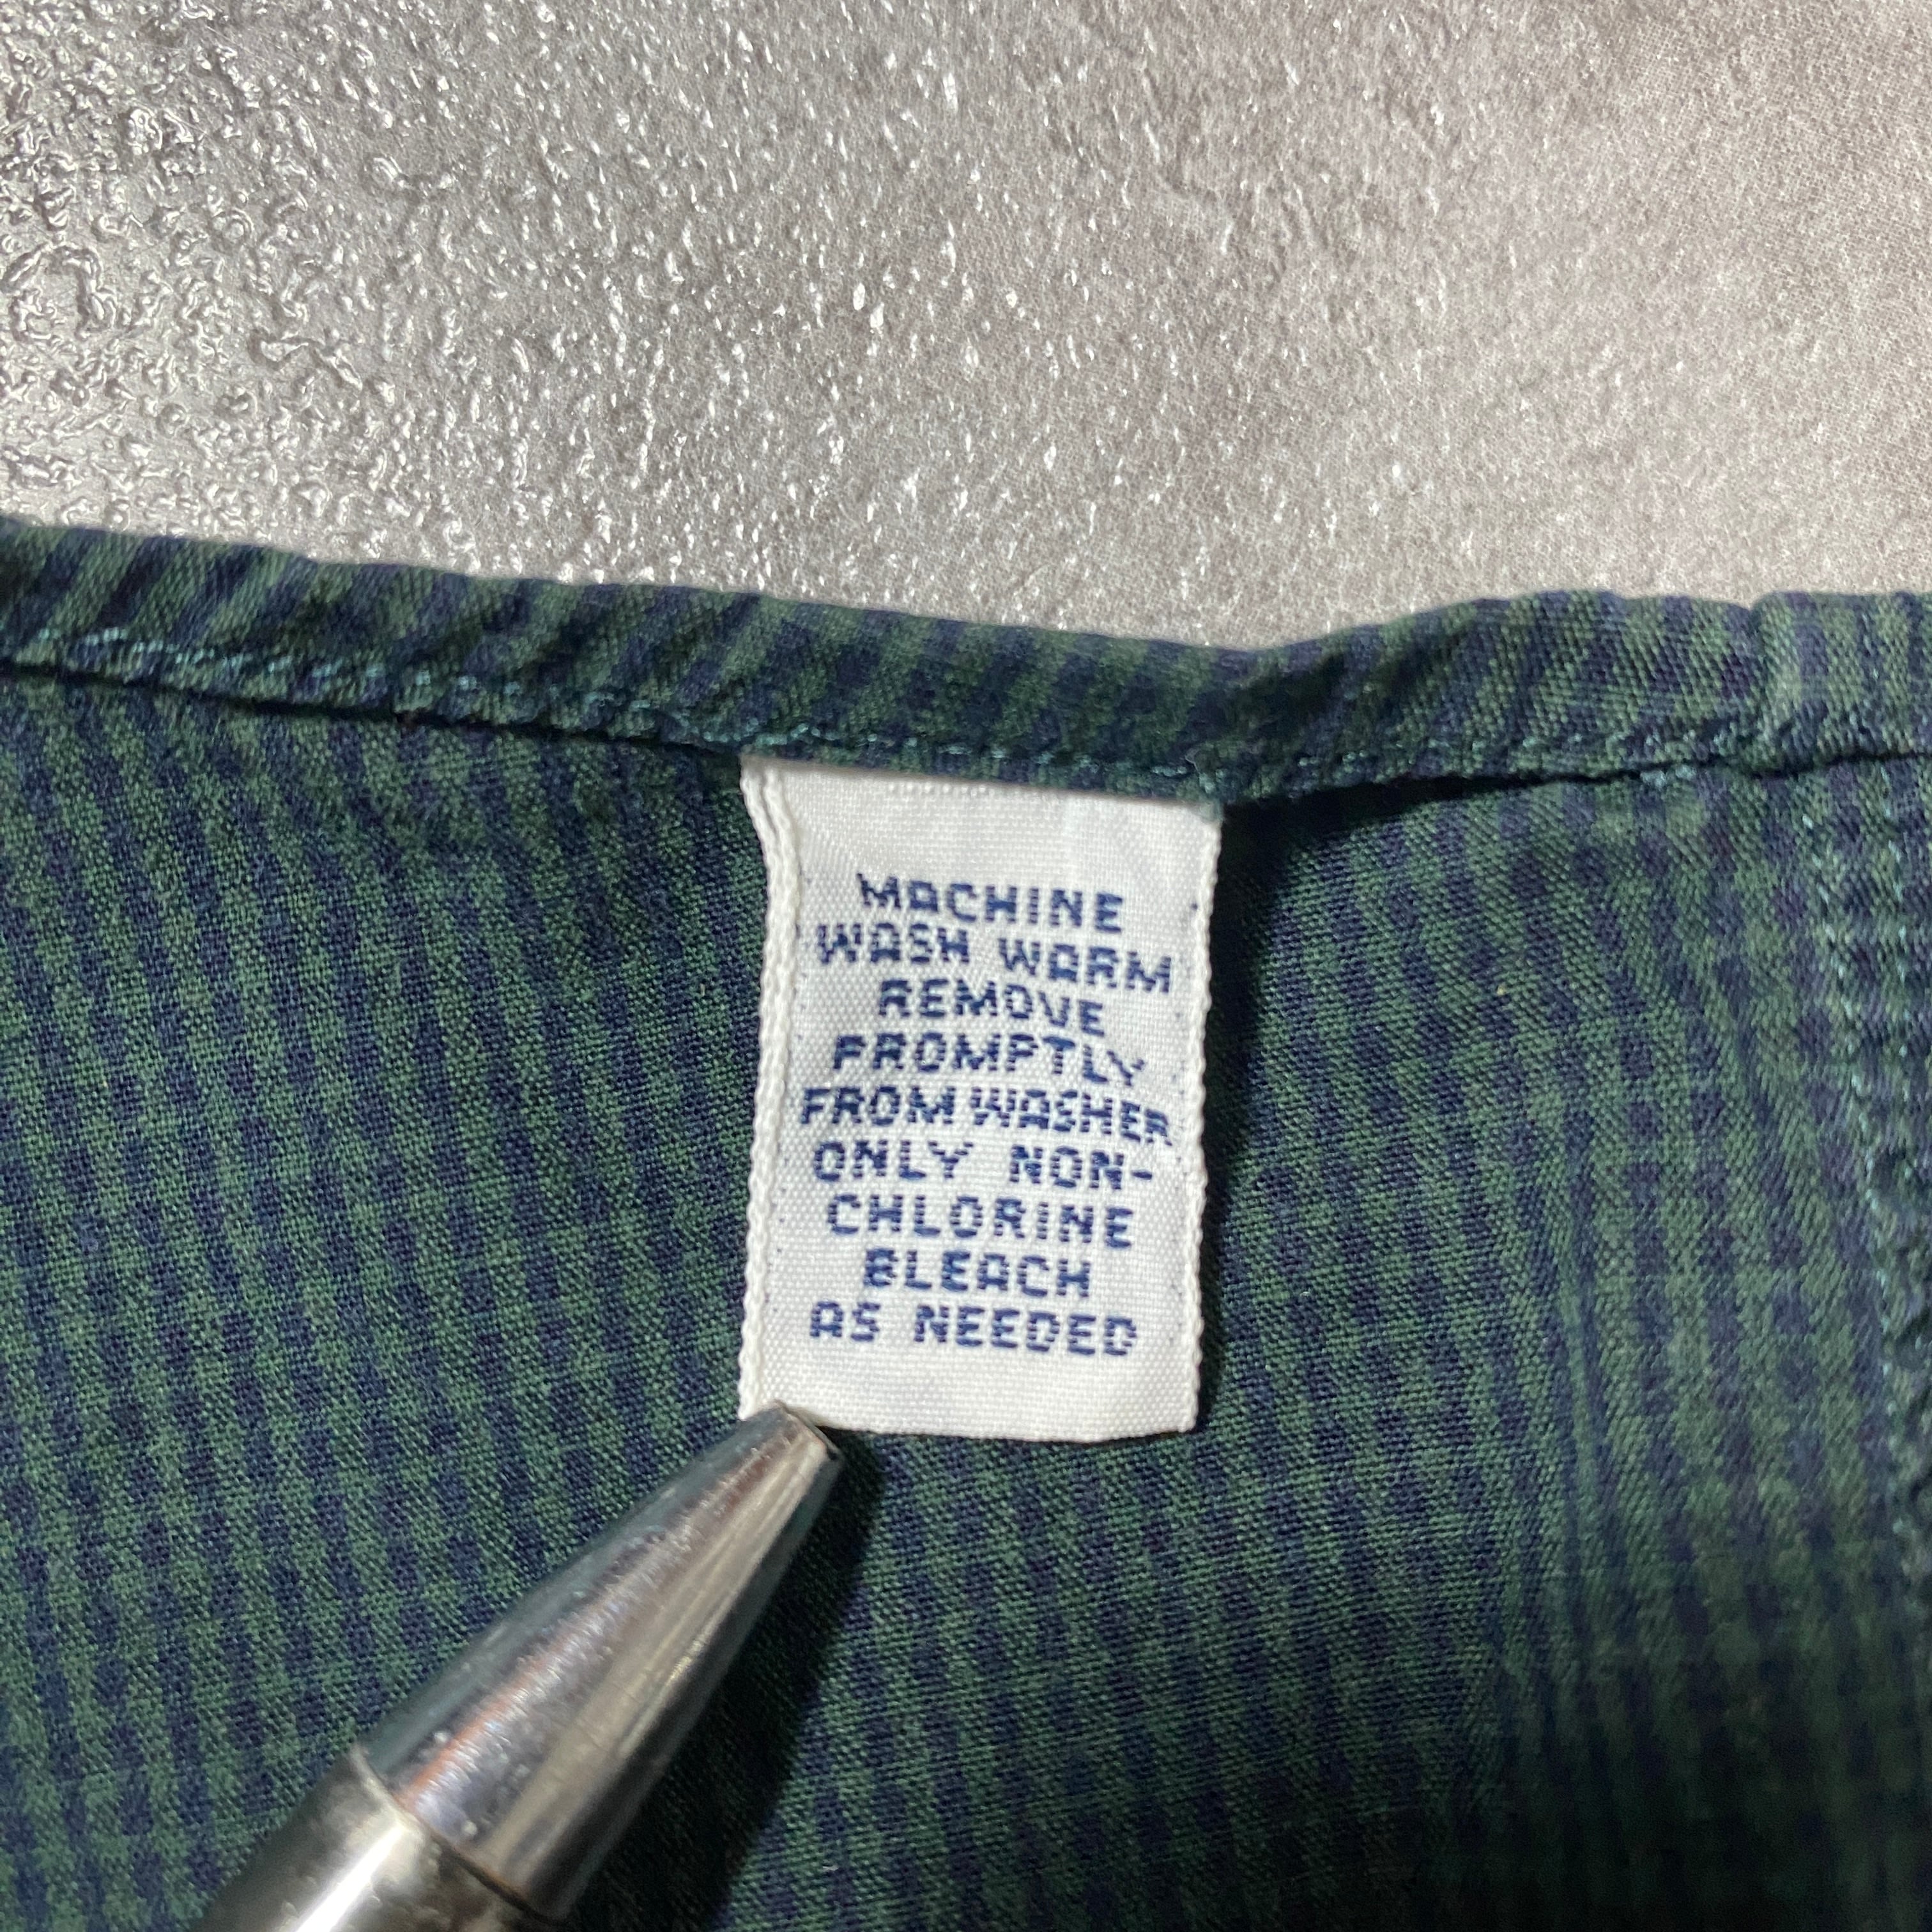 MACHINE
WASH WARM
REMOVE
PROMPTLY
FROM WASHER
ONLY NON-
CHLORINE
BLEACH
AS NEEDED